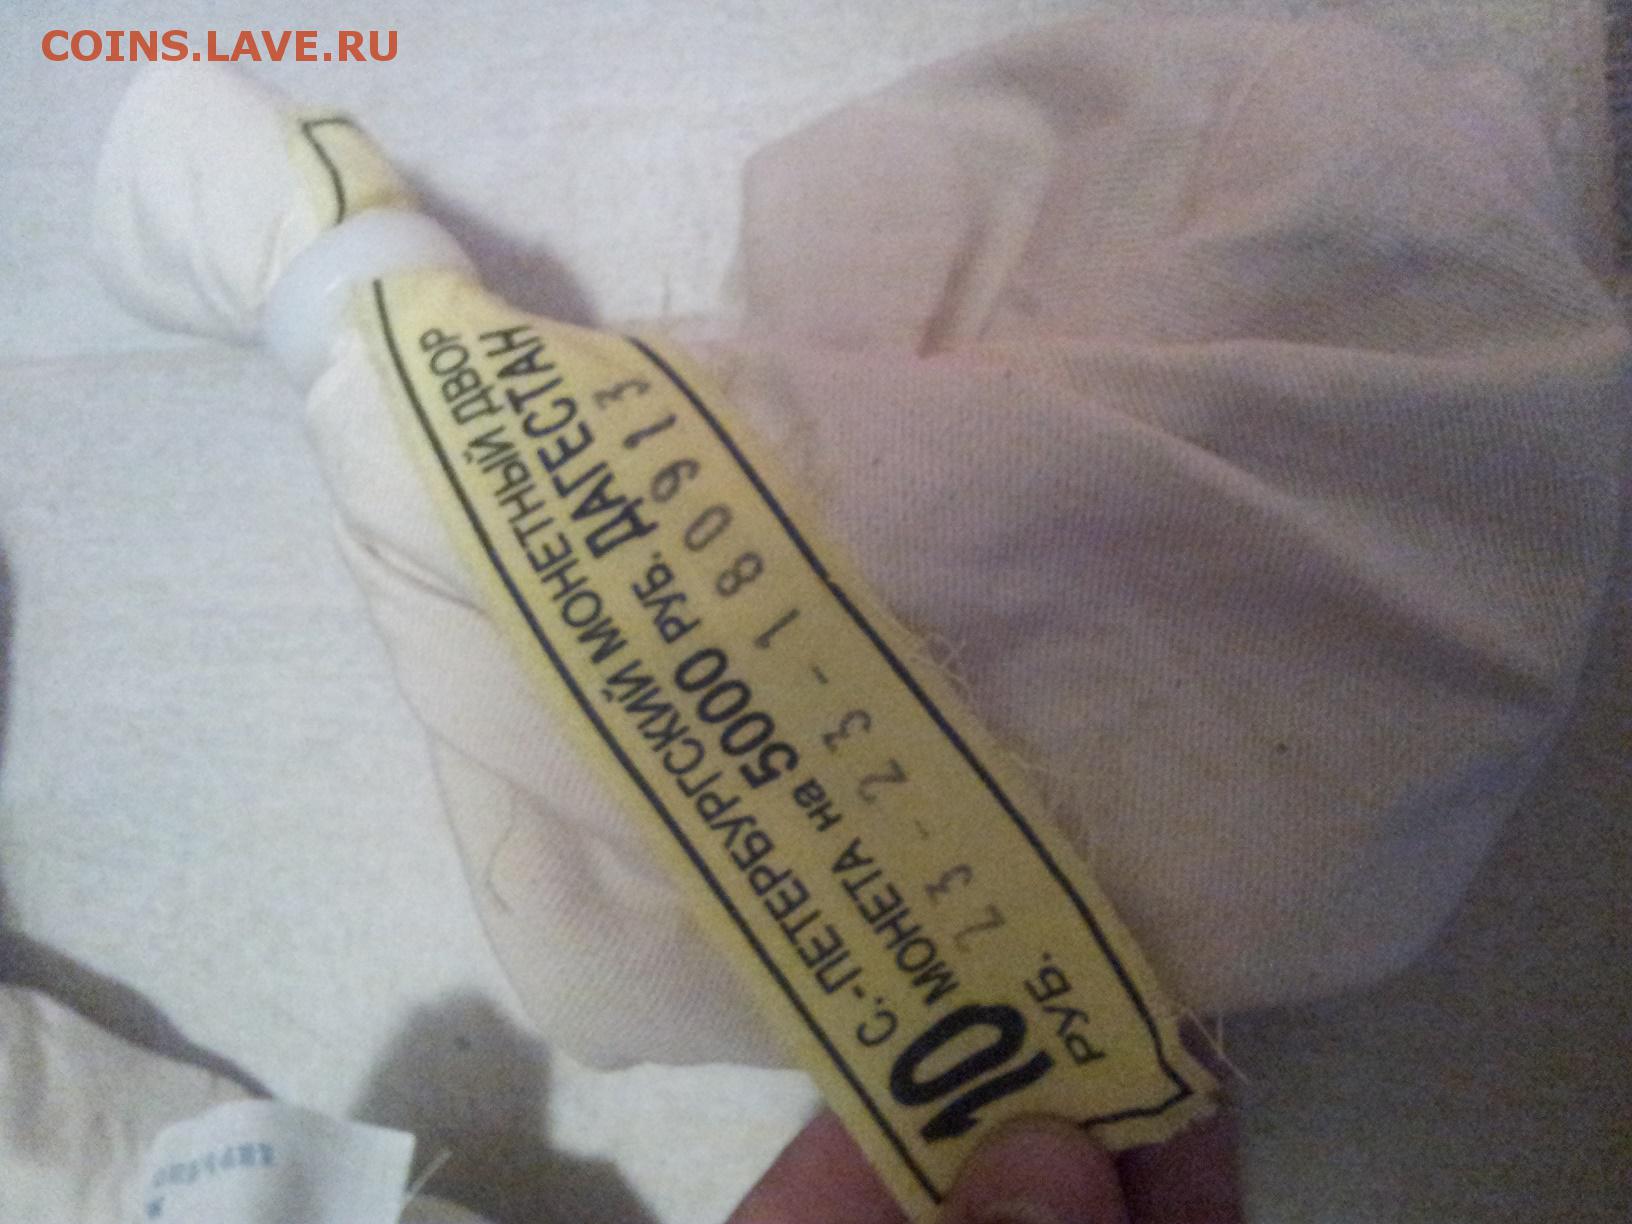 COINS.LAVE.RU
С.-ПЕТЕРБУРГСКИЙ МОНЕТНЫЙ ДВОР
10 МОНЕТА на 5000 РУБ. ДАГЕСТАН
РУБ. 23-23-180913